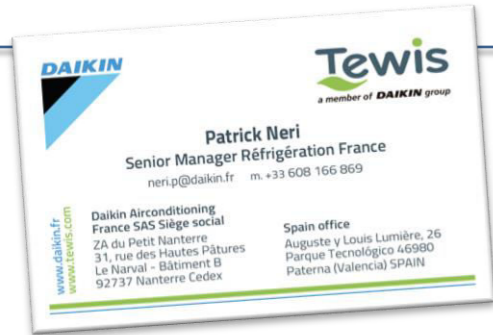 DAIKIN
Tewis
a member of DAIKIN group
Patrick Neri
Senior Manager Réfrigération France
neri.p@daikin.fr m. +33 608 166 869
www.daikin.fr
www.tewis.com
Daikin Airconditioning
France SAS Siège social
ZA du Petit Nanterre
31, rue des Hautes Pâtures
Le Narval - Bâtiment B
92737 Nanterre Cedex
Spain office
Auguste y Louis Lumière, 26
Parque Tecnológico 46980
Paterna (Valencia) SPAIN